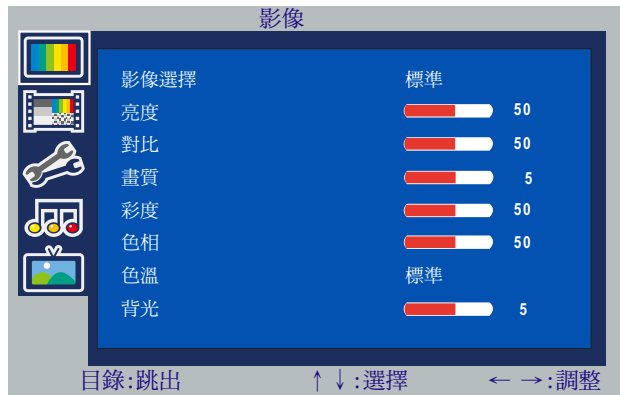 影像
影像選擇 標準
亮度 50
對比 50
畫質 5
彩度 50
色相 50
色溫 標準
背光 5
目錄:跳出 ↑↓:選擇 ←→:調整